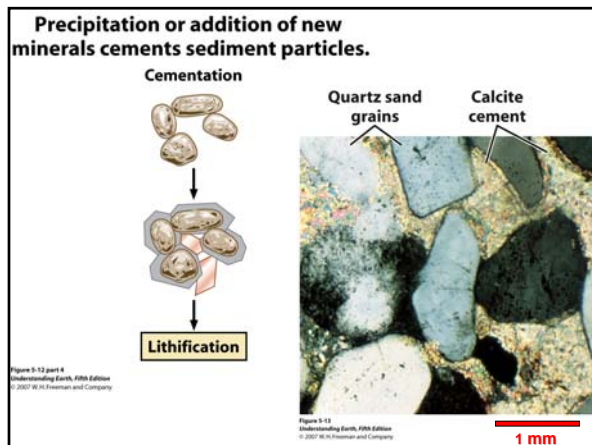 Precipitation or addition of new
minerals cements sediment particles.
Cementation
Lithification
Figure 5-12 part 4
Understanding Earth, Fifth Edition
© 2007 W.H.Freeman and Company
Quartz sand
grains
Calcite
cement
Figure 5-13
Understanding Earth, Fifth Edition
© 2007 W.H.Freeman and Company
1 mm